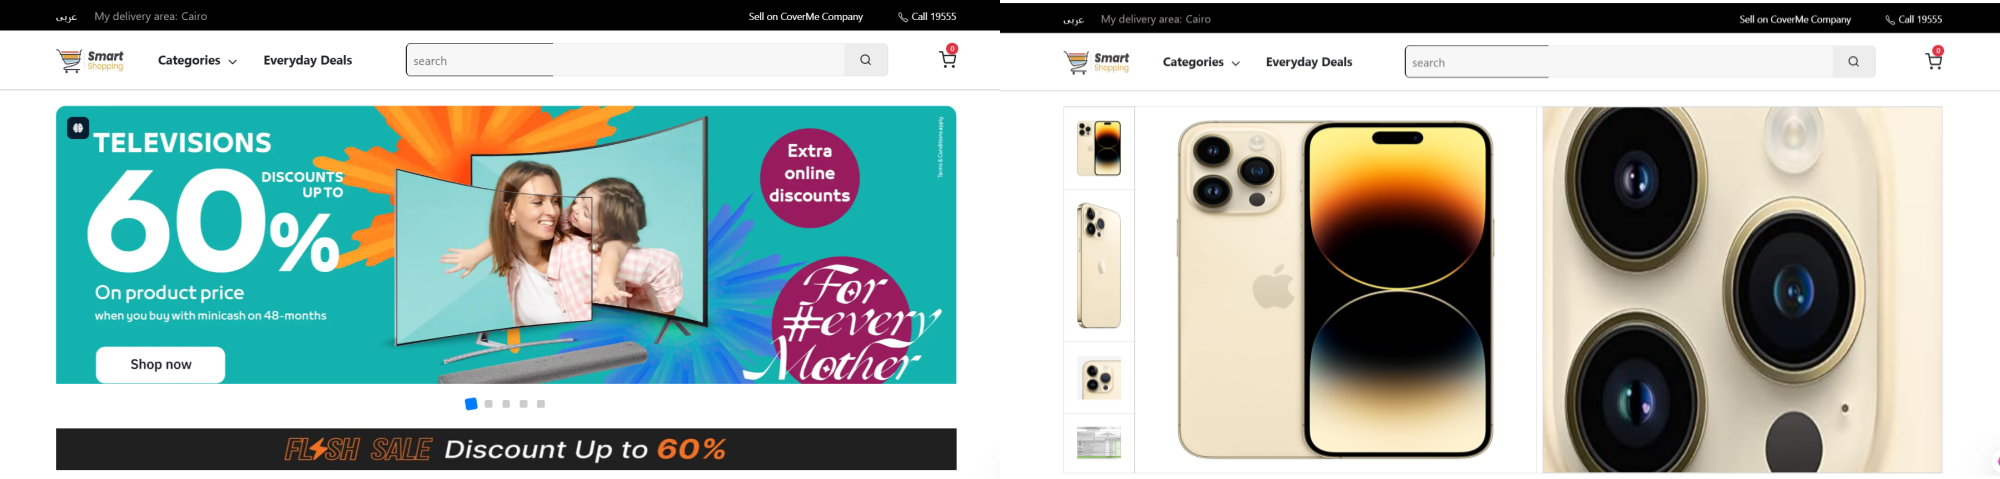 عربى My delivery area: Cairo
Sell on CoverMe Company
Call 19555
Smart
Shopping
Categories
Everyday Deals
search
0
TELEVISIONS
DISCOUNTS
UP TO
60%
On product price
when you buy with minicash on 48-months
Shop now
Extra
online
discounts
Terms & Conditions apply
For
#every
Mother
FLASH SALE Discount Up to 60%
عربى My delivery area: Cairo
Sell on CoverMe Company
Call 19555
Smart
Shopping
Categories
Everyday Deals
search
0